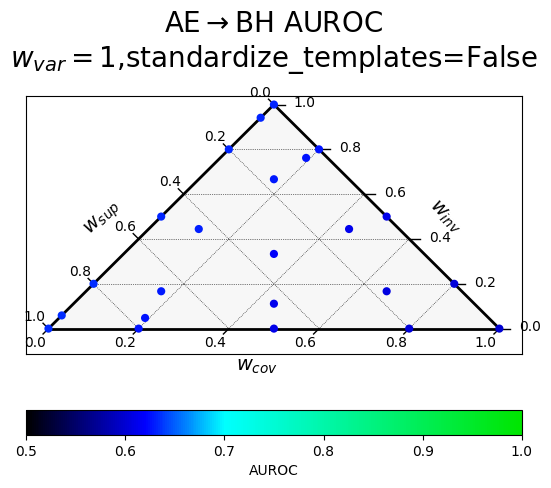 AE → BH AUROC
w_var = 1,standardize_templates=False
0.0 1.0
0.2 0.8
0.4 0.6
w_sup w_inv
0.6 0.4
0.8 0.2
1.0 0.0
0.0 0.2 0.4 0.6 0.8 1.0
w_cov
0.5 0.6 0.7 0.8 0.9 1.0
AUROC